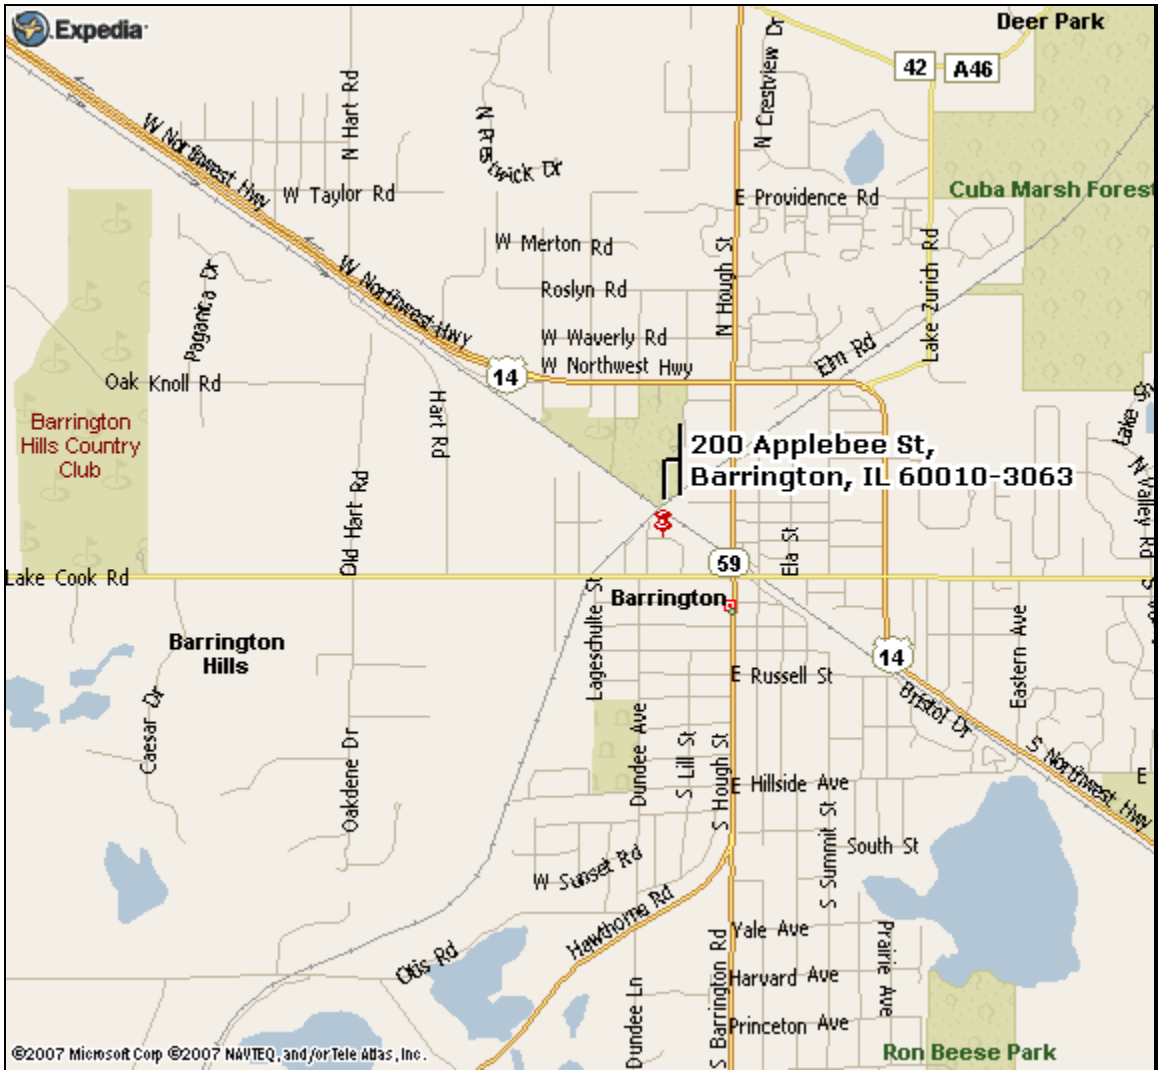 Expedia
Deer Park
42
A46
N Crestview Dr
N Hart Rd
W Northwest Hwy
N Prestwick Dr
W Taylor Rd
E Providence Rd
Cuba Marsh Forest
W Merton Rd
N Hough St
Lake Zurich Rd
W Northwest Hwy
Paganica Dr
Roslyn Rd
W Waverly Rd
W Northwest Hwy
Elm Rd
14
Oak Knoll Rd
Hart Rd
Barrington
Hills Country
Club
200 Applebee St,
Barrington, IL 60010-3063
N Valley Rd
Old Hart Rd
Ela St
59
Lake Cook Rd
Barrington
Lageschulte St
Barrington
Hills
Eastern Ave
14
E Russell St
Bristol Dr
Caesar Dr
Oakdene Dr
Dundee Ave
S Lill St
S Hough St
S Northwest Hwy
E
E Hillside Ave
S Summit St
South St
W Sunset Rd
Hawthorne Rd
Otis Rd
Yale Ave
Prairie Ave
S Barrington Rd
Harvard Ave
Dundee Ln
Princeton Ave
Ron Beese Park
©2007 Microsoft Corp ©2007 NAVTEQ, and/or Tele Atlas, Inc.